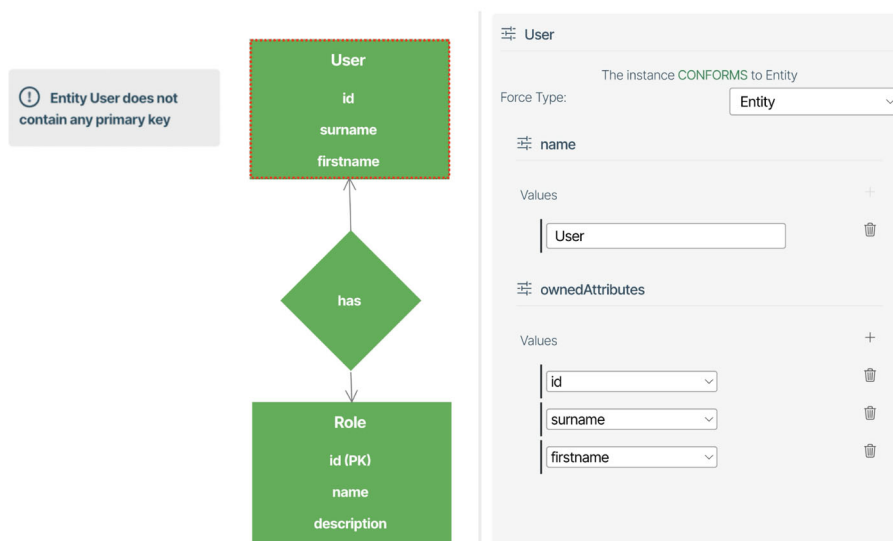 Entity User does not
contain any primary key
User
id
surname
firstname
has
Role
id (PK)
name
description
User
The instance CONFORMS to Entity
Force Type:
Entity
name
Values
User
ownedAttributes
Values
id
surname
firstname